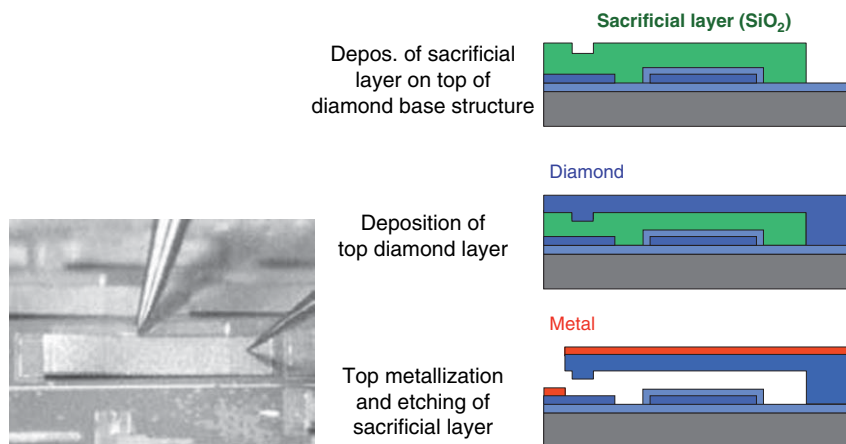 Sacrificial layer (SiO₂)
Depos. of sacrificial
layer on top of
diamond base structure
Diamond
Deposition of
top diamond layer
Metal
Top metallization
and etching of
sacrificial layer